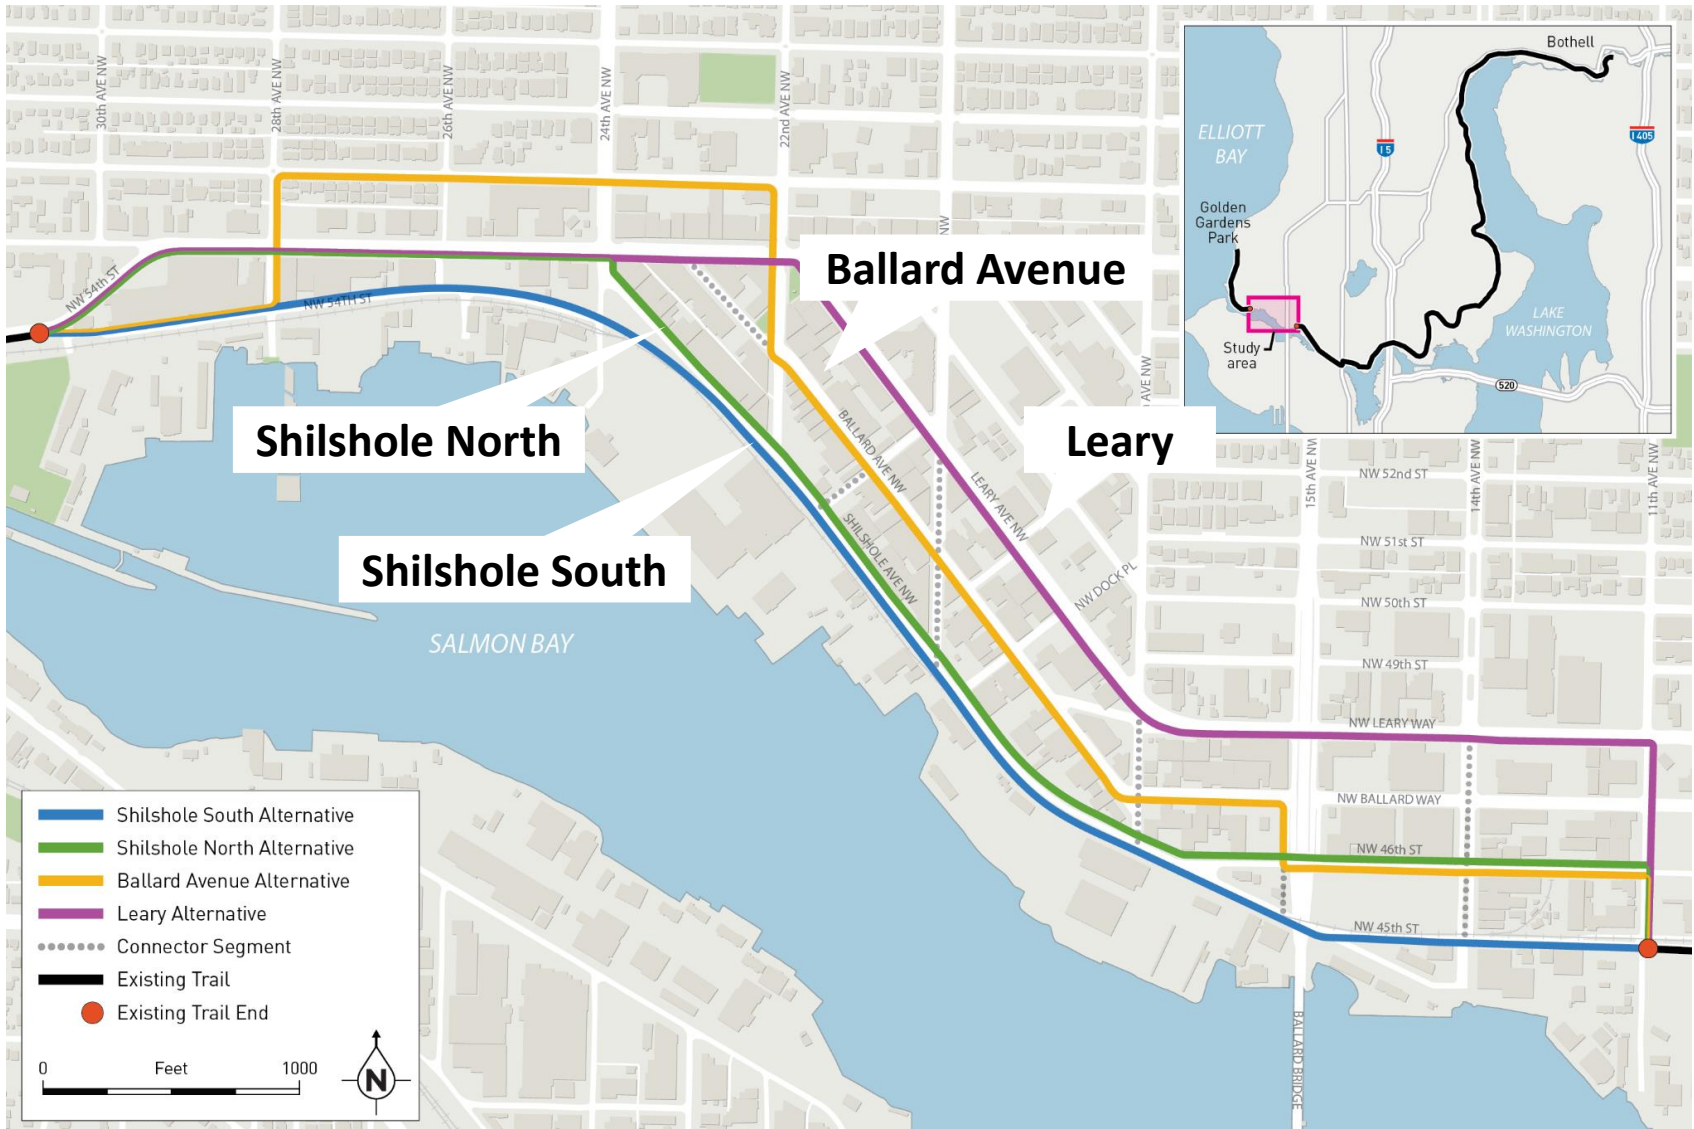 30th AVE NW
28th AVE NW
26th AVE NW
24th AVE NW
22nd AVE NW
NW
AVE NW
Bothell
ELLIOTT
BAY
I 5
I 405
Golden
Gardens
Park
Study
area
LAKE
WASHINGTON
520
NW 54th ST
NW 54TH ST
Ballard Avenue
Shilshole North
Leary
Shilshole South
BALLARD AVE NW
LEARY AVE NW
SHILSHOLE AVE NW
NW DOCK PL
15th AVE NW
14th AVE NW
11th AVE NW
NW 52nd ST
NW 51st ST
NW 50th ST
NW 49th ST
NW LEARY WAY
NW BALLARD WAY
NW 46th ST
NW 45th ST
BALLARD BRIDGE
SALMON BAY
Shilshole South Alternative
Shilshole North Alternative
Ballard Avenue Alternative
Leary Alternative
Connector Segment
Existing Trail
Existing Trail End
0 Feet 1000
N